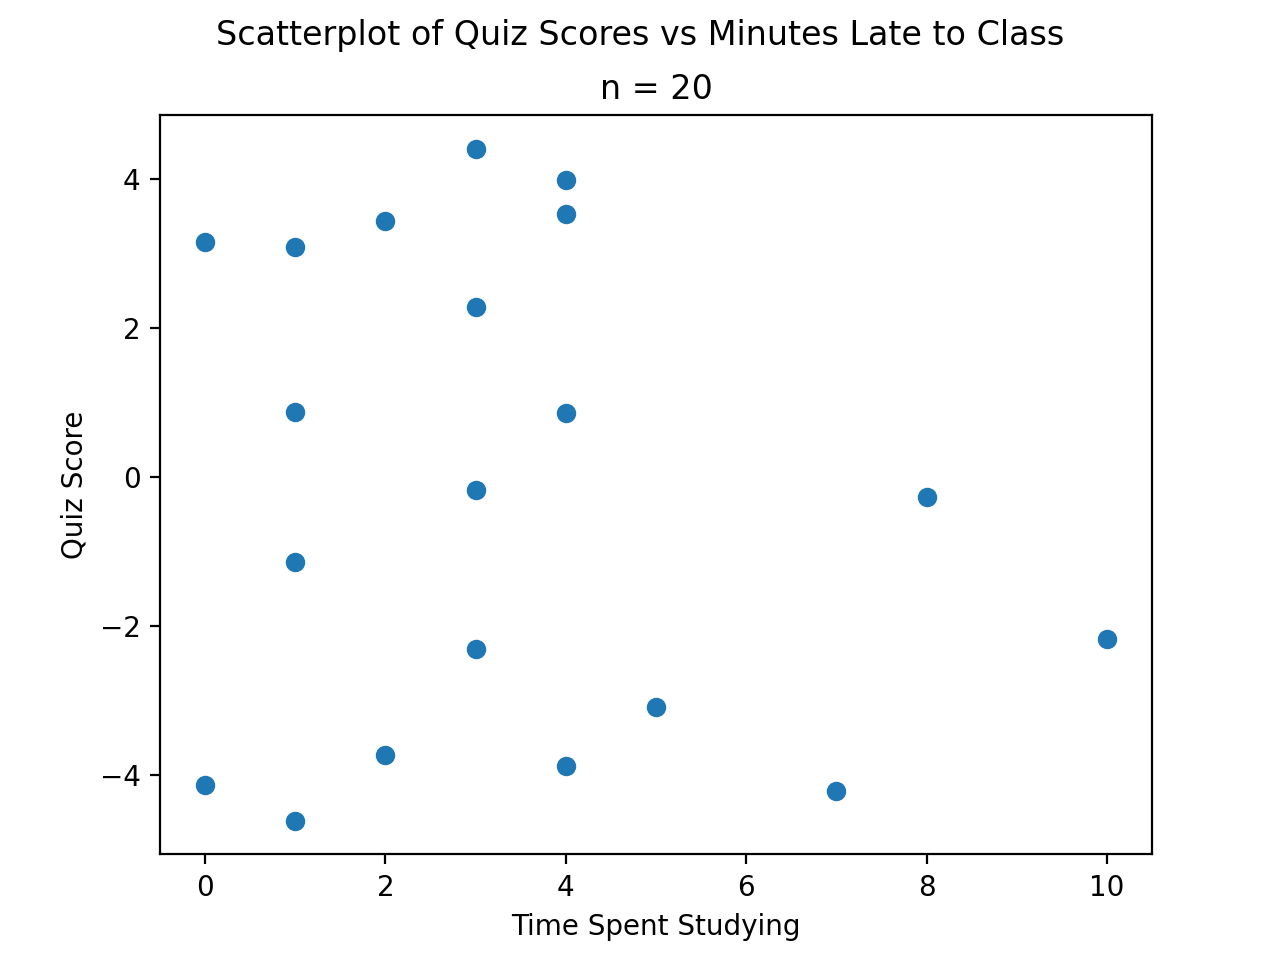 Scatterplot of Quiz Scores vs Minutes Late to Class
n = 20
4
2
0
−2
−4
Quiz Score
0 2 4 6 8 10
Time Spent Studying